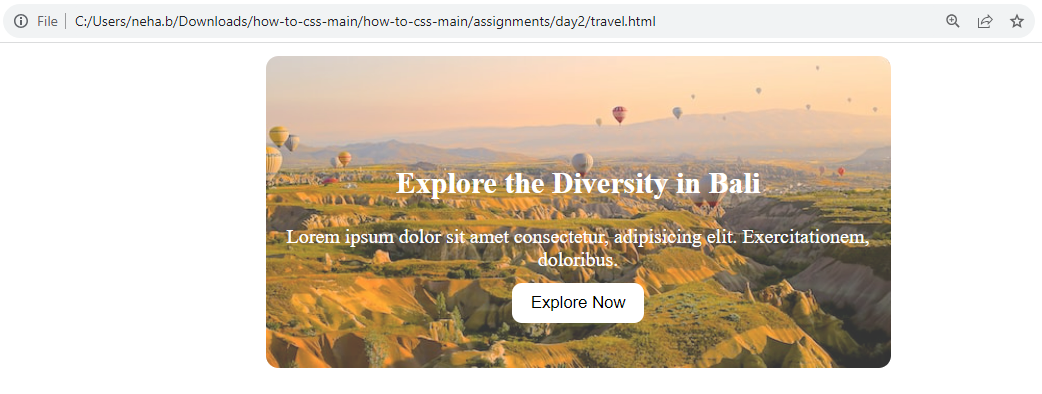 File C:/Users/neha.b/Downloads/how-to-css-main/how-to-css-main/assignments/day2/travel.html
Explore the Diversity in Bali
Lorem ipsum dolor sit amet consectetur, adipisicing elit. Exercitationem,
doloribus.
Explore Now